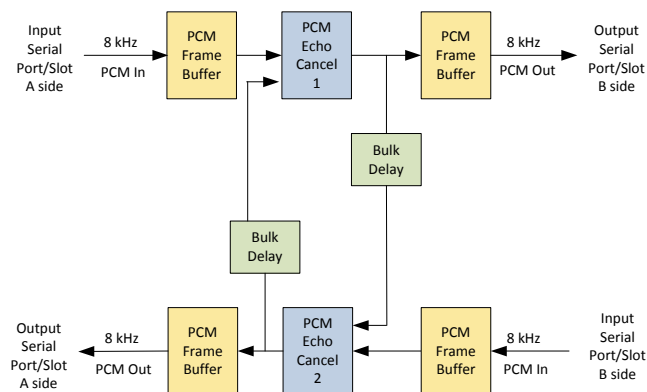 Input
Serial
Port/Slot
A side
8 kHz
PCM In
PCM
Frame
Buffer
PCM
Echo
Cancel
1
PCM
Frame
Buffer
8 kHz
PCM Out
Output
Serial
Port/Slot
B side
Bulk
Delay
Bulk
Delay
Output
Serial
Port/Slot
A side
8 kHz
PCM Out
PCM
Frame
Buffer
PCM
Echo
Cancel
2
PCM
Frame
Buffer
8 kHz
PCM In
Input
Serial
Port/Slot
B side